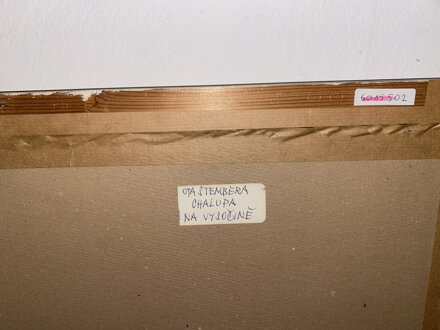 OTA ŠTEMBERA
CHALUPA
NA VYSOČINĚ